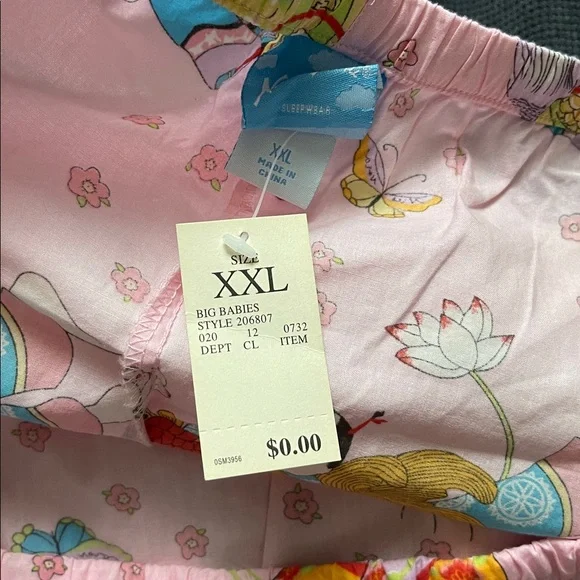 SLEEPWEAR
XXL
MADE IN
CHINA
SIZE
XXL
BIG BABIES
STYLE 206807
020 12 0732
DEPT CL ITEM
0SM3956 $0.00